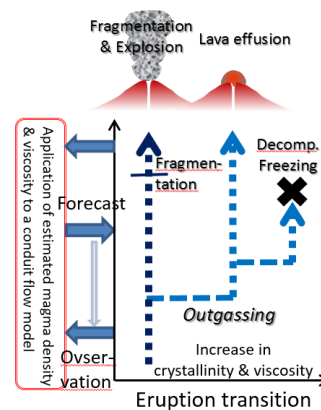 Fragmentation
& Explosion
Lava effusion
Application of estimated magma density
& viscosity to a conduit flow model
Forecast
Ovser-
vation
Fragmen-
tation
Decomp.
Freezing
Outgassing
Increase in
crystallinity & viscosity
Eruption transition